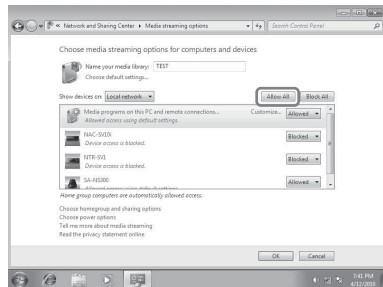 « Network and Sharing Center ▸ Media streaming options
Search Control Panel
Choose media streaming options for computers and devices
Name your media library: TEST
Choose default settings...
Show devices on: Local network
Allow All
Block All
Media programs on this PC and remote connections...
Customize...
Allowed
Allowed access using default settings.
NAC-SV10i
Blocked
Device access is blocked.
NTR-SV1
Blocked
Device access is blocked.
SA-NS300
Allowed
Allowed access using default settings.
Home group computers are automatically allowed access.
Choose homegroup and sharing options
Choose power options
Tell me more about media streaming
Read the privacy statement online
OK
Cancel
7:41 PM
4/12/2010